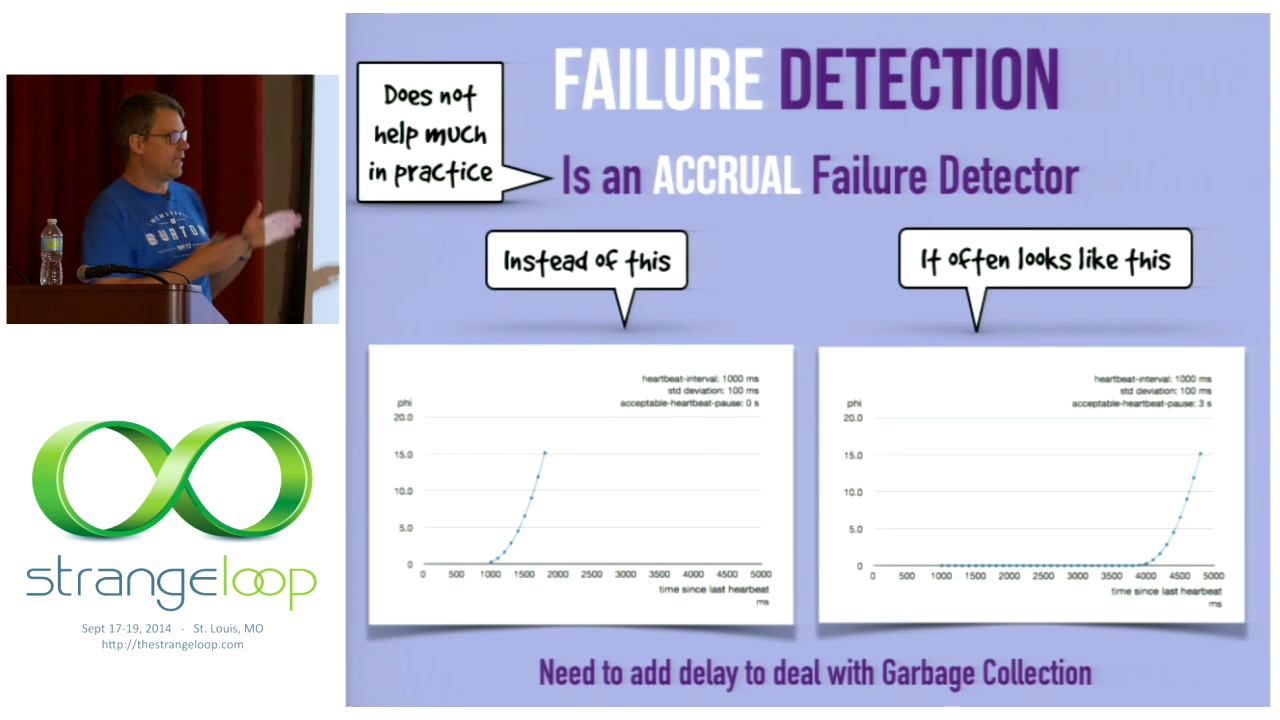 FAILURE DETECTION
Does not
help much
in practice
Is an ACCRUAL Failure Detector
Instead of this
It often looks like this
heartbeat-interval: 1000 ms
std deviation: 100 ms
acceptable-heartbeat-pause: 0 s
phi
20.0
15.0
10.0
5.0
0
0 500 1000 1500 2000 2500 3000 3500 4000 4500 5000
time since last hearbeat
ms
heartbeat-interval: 1000 ms
std deviation: 100 ms
acceptable-heartbeat-pause: 3 s
phi
20.0
15.0
10.0
5.0
0
0 500 1000 1500 2000 2500 3000 3500 4000 4500 5000
time since last hearbeat
ms
Need to add delay to deal with Garbage Collection
BURTON
strangeloop
Sept 17-19, 2014 - St. Louis, MO
http://thestrangeloop.com